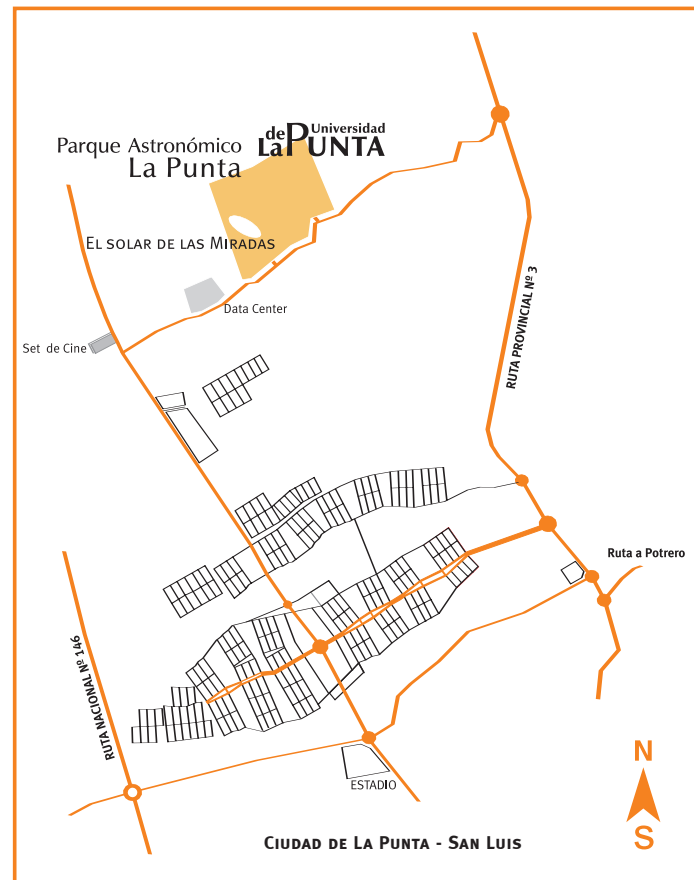 Parque Astronómico
La Punta
Universidad
de
La PUNTA
El solar de las Miradas
Data Center
Set de Cine
RUTA PROVINCIAL Nº 3
Ruta a Potrero
RUTA NACIONAL Nº 146
ESTADIO
N
S
Ciudad de La Punta - San Luis